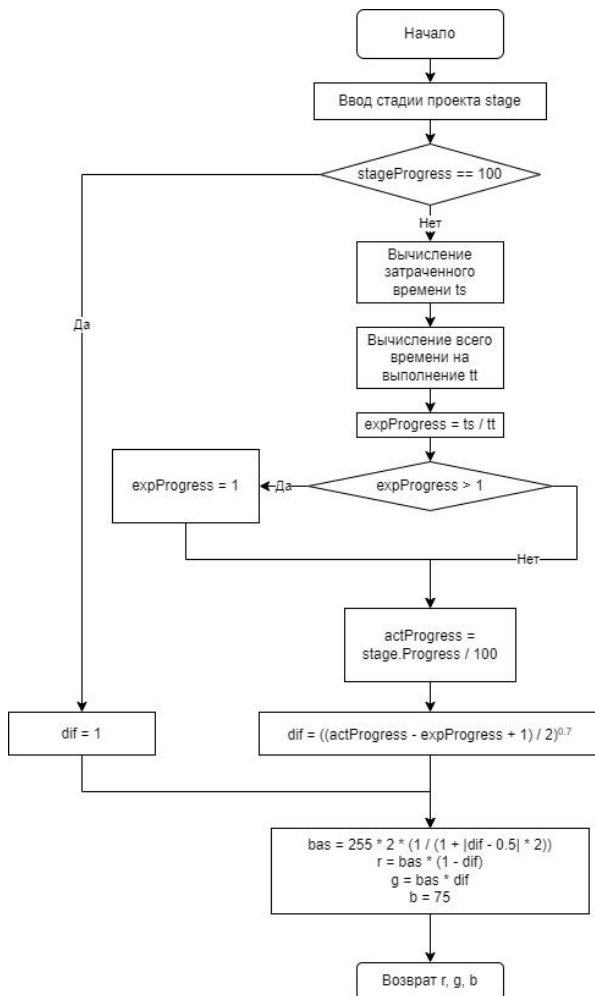 Начало
Ввод стадии проекта stage
stageProgress == 100
Нет
Вычисление
затраченного
времени ts
Да
Вычисление всего
времени на
выполнение tt
expProgress = ts / tt
expProgress = 1
Да
expProgress > 1
Нет
actProgress =
stage.Progress / 100
dif = 1
dif = ((actProgress - expProgress + 1) / 2)^0.7
bas = 255 * 2 * (1 / (1 + |dif - 0.5| * 2))
r = bas * (1 - dif)
g = bas * dif
b = 75
Возврат r, g, b